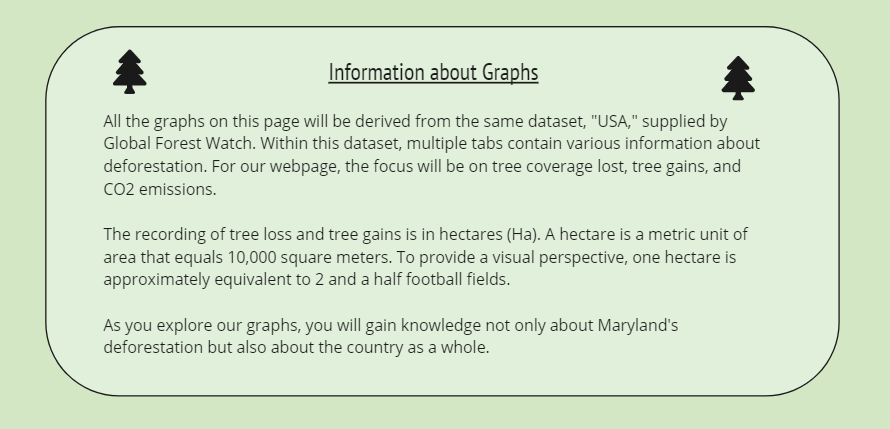 Information about Graphs
All the graphs on this page will be derived from the same dataset, "USA," supplied by
Global Forest Watch. Within this dataset, multiple tabs contain various information about
deforestation. For our webpage, the focus will be on tree coverage lost, tree gains, and
CO2 emissions.
The recording of tree loss and tree gains is in hectares (Ha). A hectare is a metric unit of
area that equals 10,000 square meters. To provide a visual perspective, one hectare is
approximately equivalent to 2 and a half football fields.
As you explore our graphs, you will gain knowledge not only about Maryland's
deforestation but also about the country as a whole.